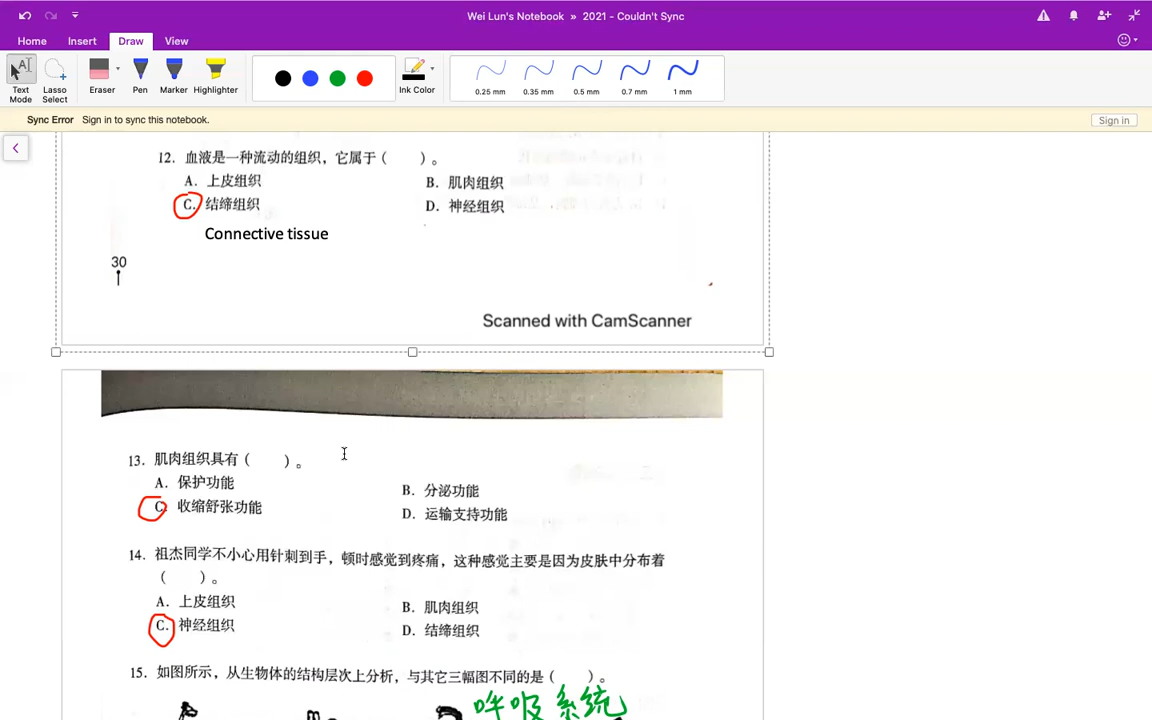 Wei Lun's Notebook » 2021 - Couldn't Sync
Home Insert Draw View
Text Mode
Lasso Select
Eraser
Pen
Marker
Highlighter
Ink Color
0.25 mm
0.35 mm
0.5 mm
0.7 mm
1 mm
Sync Error Sign in to sync this notebook.
Sign in
12. 血液是一种流动的组织，它属于（ ）。
A. 上皮组织 B. 肌肉组织
C. 结缔组织 D. 神经组织
Connective tissue
30
Scanned with CamScanner
13. 肌肉组织具有（ ）。
A. 保护功能 B. 分泌功能
C. 收缩舒张功能 D. 运输支持功能
14. 祖杰同学不小心用针刺到手，顿时感觉到疼痛，这种感觉主要是因为皮肤中分布着
（ ）。
A. 上皮组织 B. 肌肉组织
C. 神经组织 D. 结缔组织
15. 如图所示，从生物体的结构层次上分析，与其它三幅图不同的是（ ）。
呼吸系统